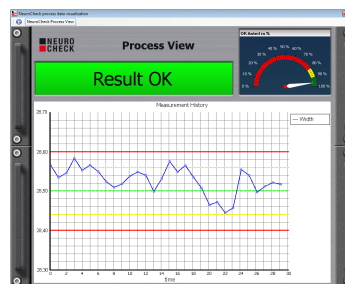 NeuroCheck process data visualisation
NeuroCheck Process View
NEURO
CHECK
Process View
OK-Anteil in %
0 %
10 %
20 %
30 %
40 %
50 %
60 %
70 %
80 %
90 %
100 %
Result OK
Measurement History
28,70
28,60
28,50
28,40
28,30
0 2 4 6 8 10 12 14 16 18 20 22 24 26 28 30
time
Width